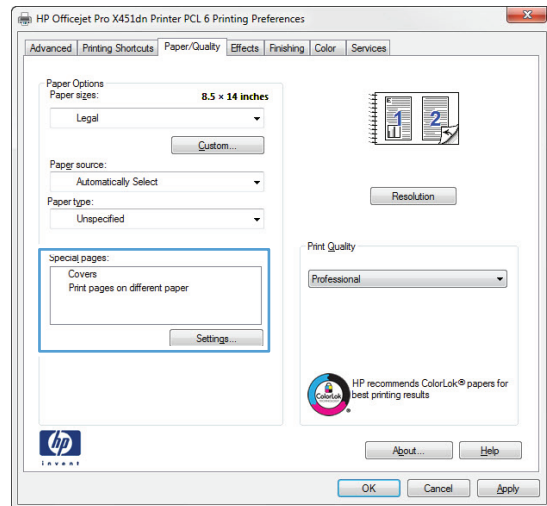 HP Officejet Pro X451dn Printer PCL 6 Printing Preferences
Advanced Printing Shortcuts Paper/Quality Effects Finishing Color Services
Paper Options
Paper sizes: 8.5 × 14 inches
Legal
Custom...
Paper source:
Automatically Select
Paper type:
Unspecified
Special pages:
Covers
Print pages on different paper
Settings...
1 2
Resolution
Print Quality
Professional
ColorLok
HP recommends ColorLok® papers for
best printing results
hp
invent
About... Help
OK Cancel Apply